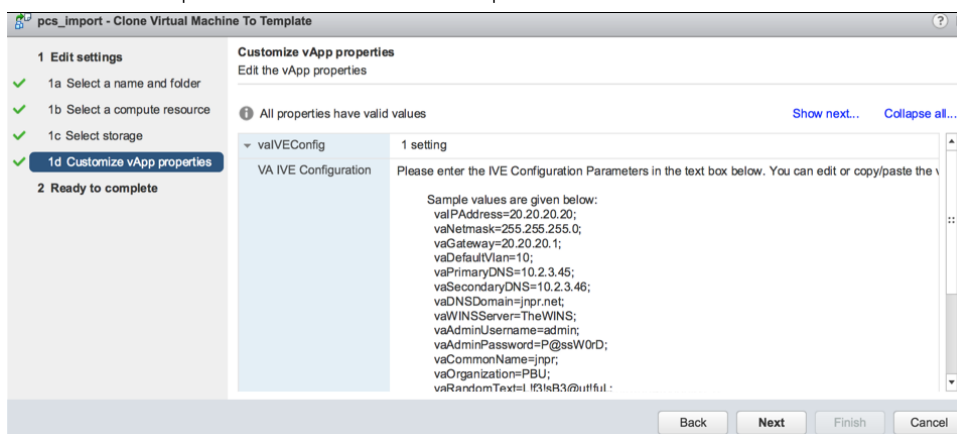 pcs_import - Clone Virtual Machine To Template
?
1 Edit settings
1a Select a name and folder
1b Select a compute resource
1c Select storage
1d Customize vApp properties
2 Ready to complete
Customize vApp properties
Edit the vApp properties
All properties have valid values
Show next...
Collapse all...
vaIVEConfig
1 setting
VA IVE Configuration
Please enter the IVE Configuration Parameters in the text box below. You can edit or copy/paste the
Sample values are given below:
vaIPAddress=20.20.20.20;
vaNetmask=255.255.255.0;
vaGateway=20.20.20.1;
vaDefaultVlan=10;
vaPrimaryDNS=10.2.3.45;
vaSecondaryDNS=10.2.3.46;
vaDNSDomain=jnpr.net;
vaWINSServer=TheWINS;
vaAdminUsername=admin;
vaAdminPassword=P@ssW0rD;
vaCommonName=jnpr;
vaOrganization=PBU;
Back
Next
Finish
Cancel